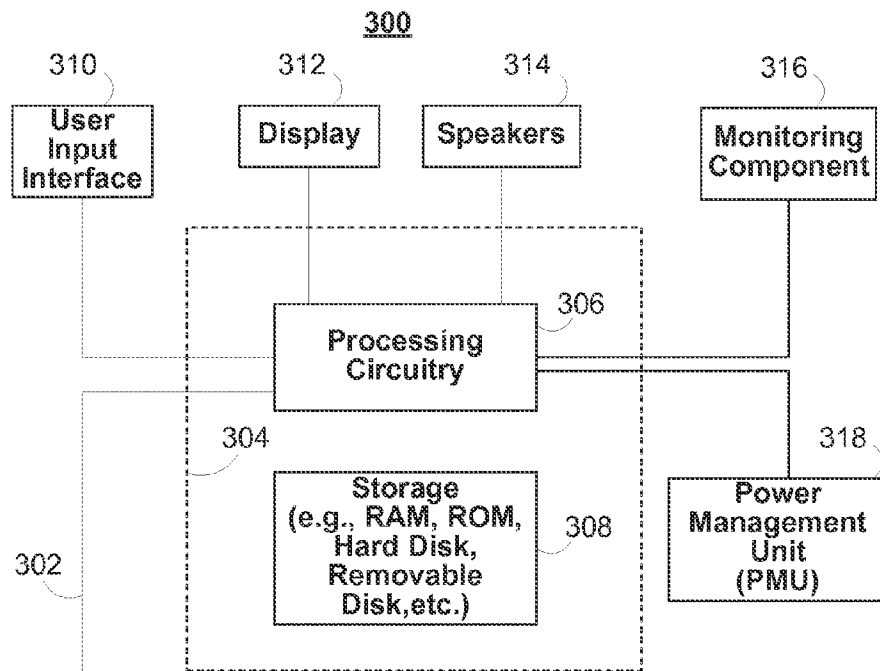 300
310
312
314
316
User
Input
Interface
Display
Speakers
Monitoring
Component
306
Processing
Circuitry
304
318
Storage
(e.g., RAM, ROM,
Hard Disk,
Removable
Disk,etc.)
308
Power
Management
Unit
(PMU)
302